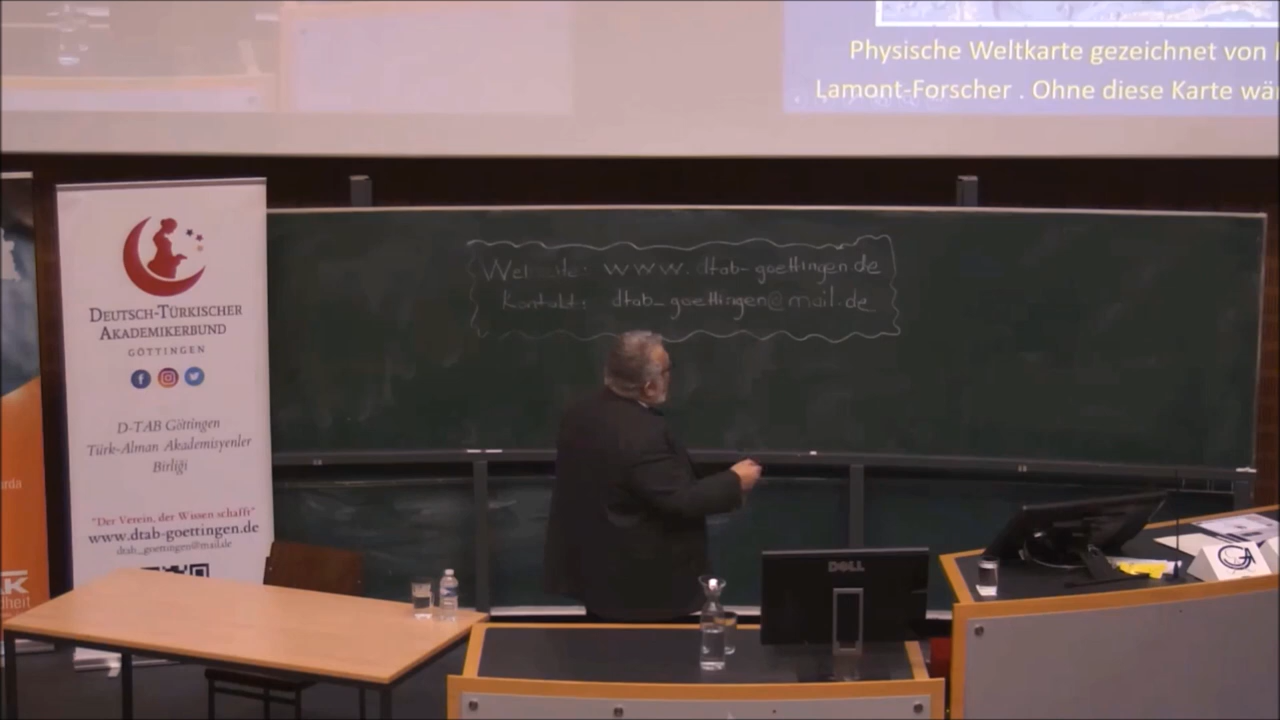 Physische Weltkarte gezeichnet von
Lamont-Forscher . Ohne diese Karte
DEUTSCH-TÜRKISCHER
AKADEMIKERBUND
GÖTTINGEN
D-TAB Göttingen
Türk-Alman Akademisyenler
Birliği
"Der Verein, der Wissen schafft"
www.dtab-goettingen.de
dtab_goettingen@mail.de
www.dtab-goettingen.de
Kontakt: dtab_goettingen@mail.de
DELL